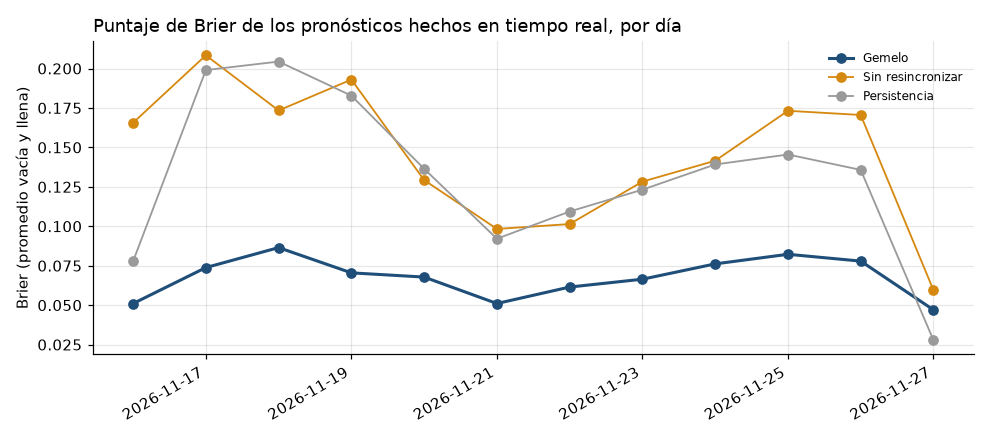 Puntaje de Brier de los pronósticos hechos en tiempo real, por día
Brier (promedio vacía y llena)
0.200
0.175
0.150
0.125
0.100
0.075
0.050
0.025
Gemelo
Sin resincronizar
Persistencia
2026-11-17
2026-11-19
2026-11-21
2026-11-23
2026-11-25
2026-11-27